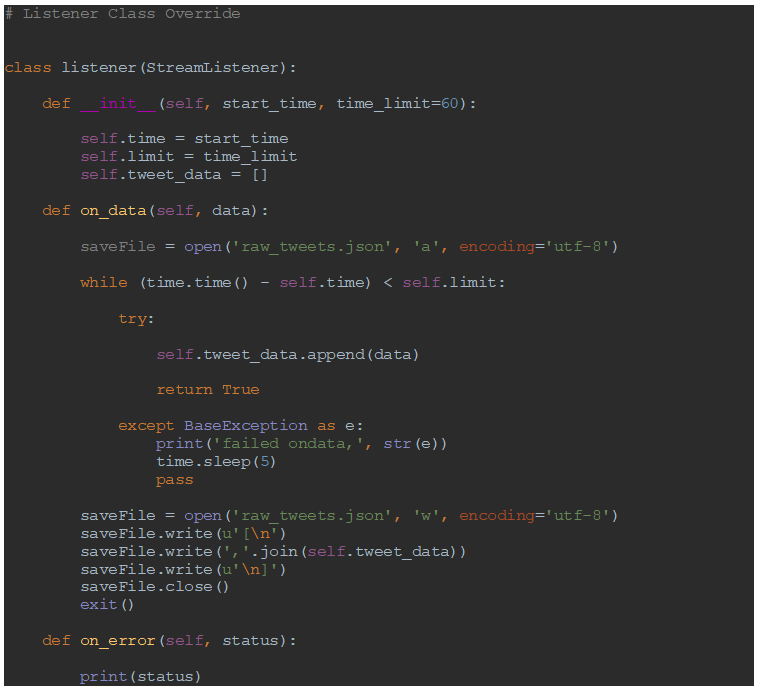 # Listener Class Override
class listener(StreamListener):
    def __init__(self, start_time, time_limit=60):
        self.time = start_time
        self.limit = time_limit
        self.tweet_data = []
    def on_data(self, data):
        saveFile = open('raw_tweets.json', 'a', encoding='utf-8')
        while (time.time() - self.time) < self.limit:
            try:
                self.tweet_data.append(data)
                return True
            except BaseException as e:
                print('failed ondata,', str(e))
                time.sleep(5)
                pass
        saveFile = open('raw_tweets.json', 'w', encoding='utf-8')
        saveFile.write(u'[\n')
        saveFile.write(','.join(self.tweet_data))
        saveFile.write(u'\n]')
        saveFile.close()
        exit()
    def on_error(self, status):
        print(status)